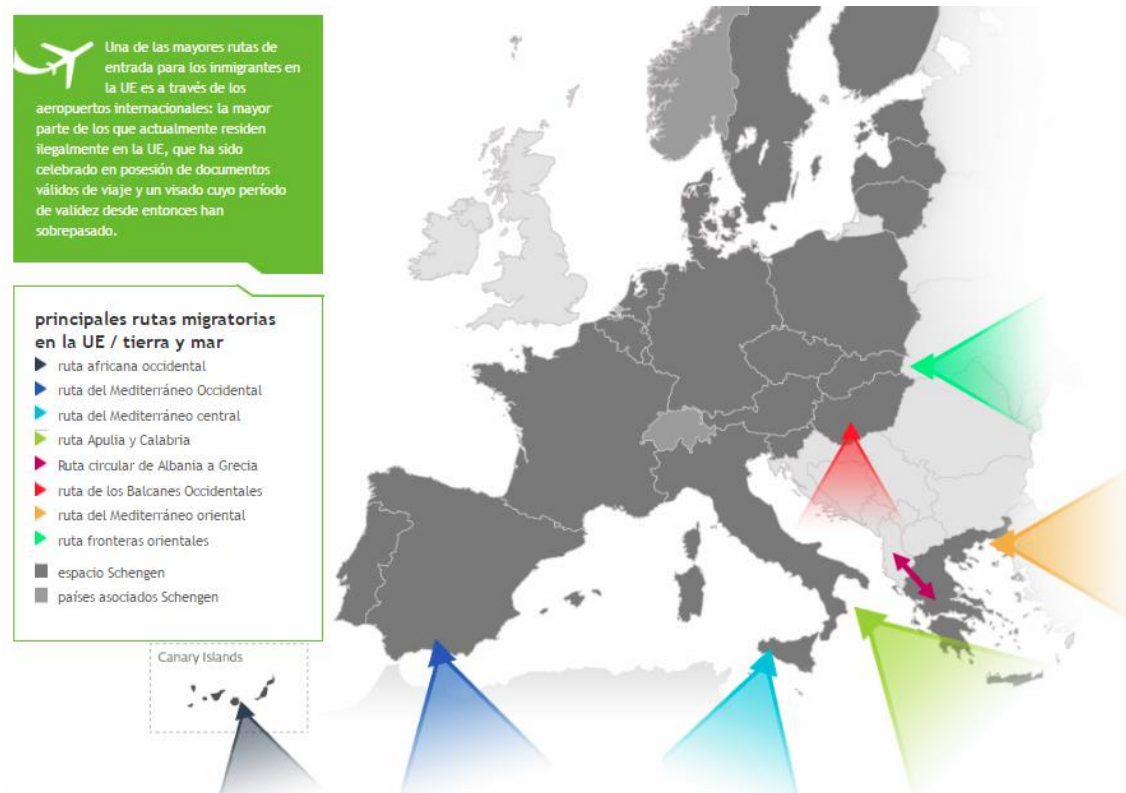 Una de las mayores rutas de
entrada para los inmigrantes en
la UE es a través de los
aeropuertos internacionales: la mayor
parte de los que actualmente residen
ilegalmente en la UE, que ha sido
celebrado en posesión de documentos
válidos de viaje y un visado cuyo período
de validez desde entonces han
sobrepasado.
principales rutas migratorias
en la UE / tierra y mar
ruta africana occidental
ruta del Mediterráneo Occidental
ruta del Mediterráneo central
ruta Apulia y Calabria
Ruta circular de Albania a Grecia
ruta de los Balcanes Occidentales
ruta del Mediterráneo oriental
ruta fronteras orientales
espacio Schengen
países asociados Schengen
Canary Islands